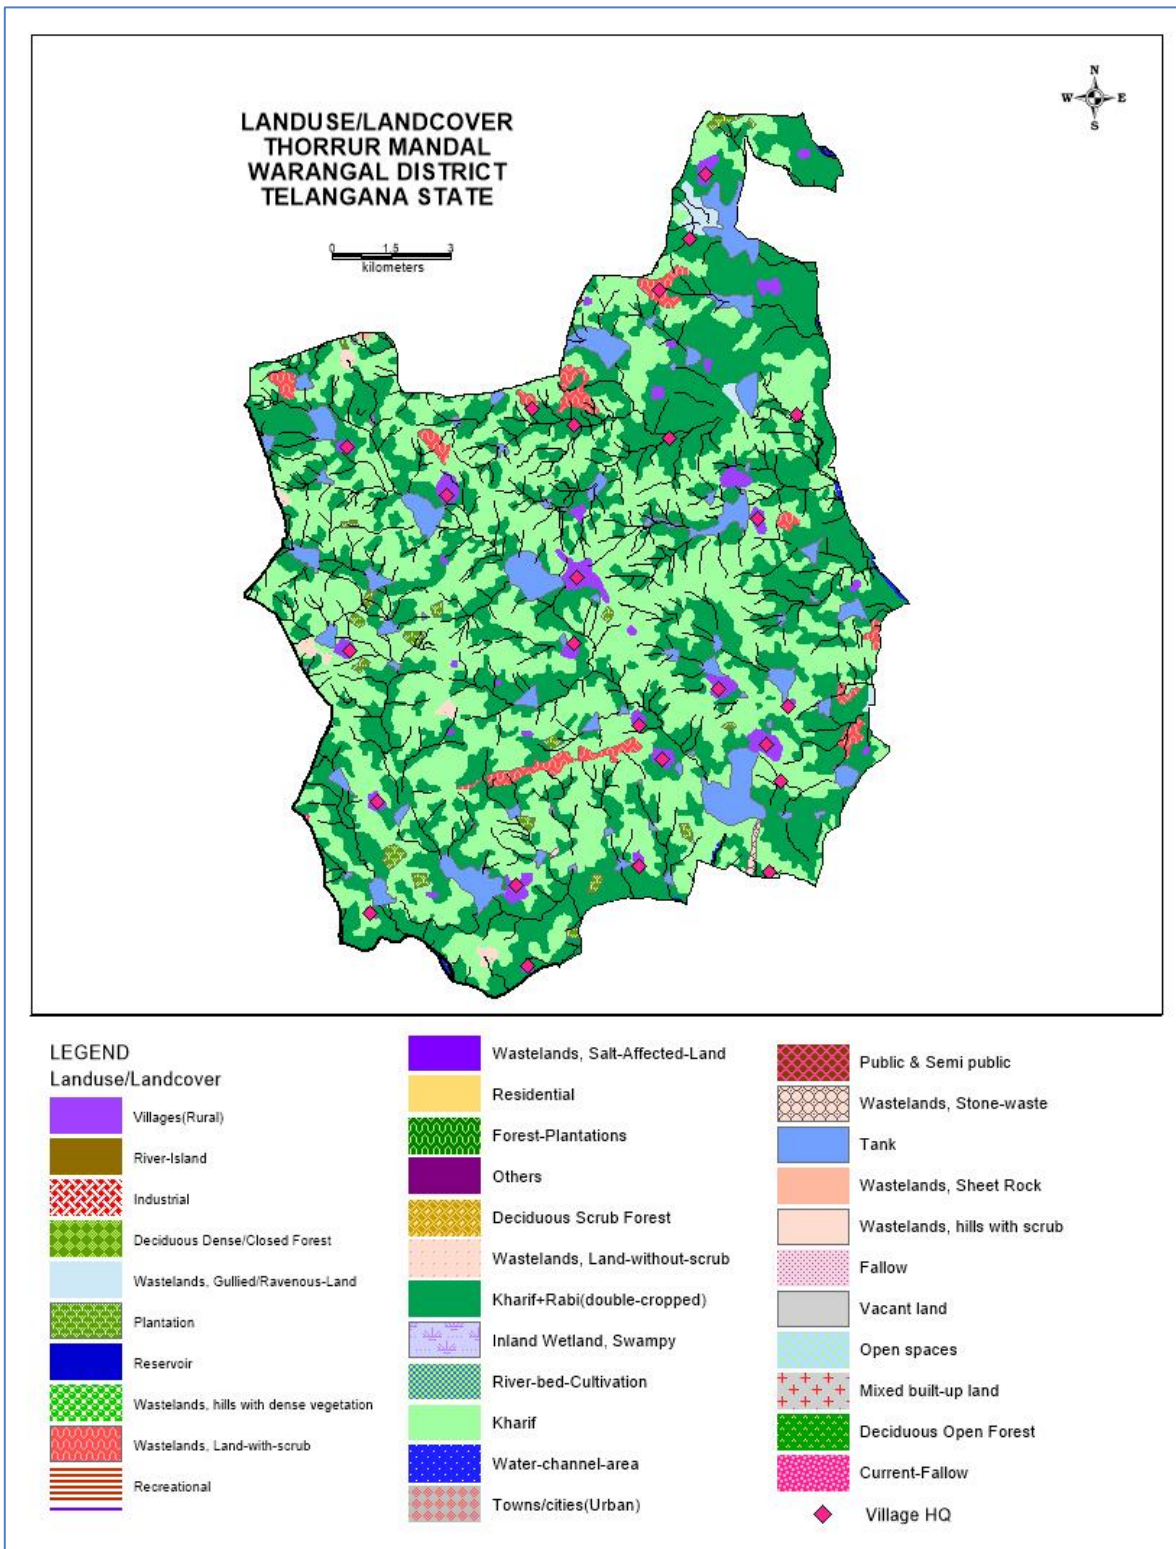 N
W E
S
LANDUSE/LANDCOVER
THORRUR MANDAL
WARANGAL DISTRICT
TELANGANA STATE
0 1.5 3
kilometers
LEGEND
Landuse/Landcover
Villages(Rural)
River-Island
Industrial
Deciduous Dense/Closed Forest
Wastelands, Gullied/Ravenous-Land
Plantation
Reservoir
Wastelands, hills with dense vegetation
Wastelands, Land-with-scrub
Recreational
Wastelands, Salt-Affected-Land
Residential
Forest-Plantations
Others
Deciduous Scrub Forest
Wastelands, Land-without-scrub
Kharif+Rabi(double-cropped)
Inland Wetland, Swampy
River-bed-Cultivation
Kharif
Water-channel-area
Towns/cities(Urban)
Public & Semi public
Wastelands, Stone-waste
Tank
Wastelands, Sheet Rock
Wastelands, hills with scrub
Fallow
Vacant land
Open spaces
Mixed built-up land
Deciduous Open Forest
Current-Fallow
Village HQ